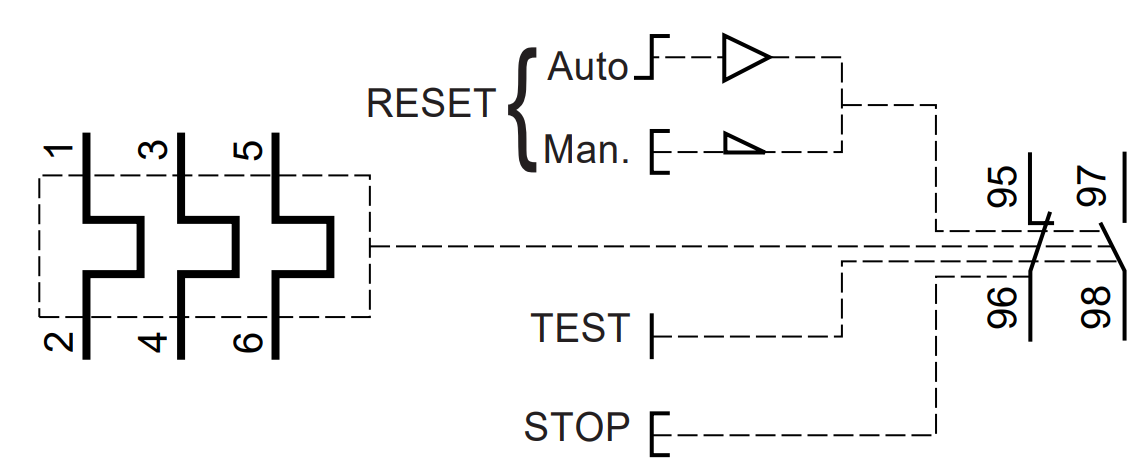 Auto
RESET
Man.
1 3 5
95 97
2 4 6
96 98
TEST
STOP